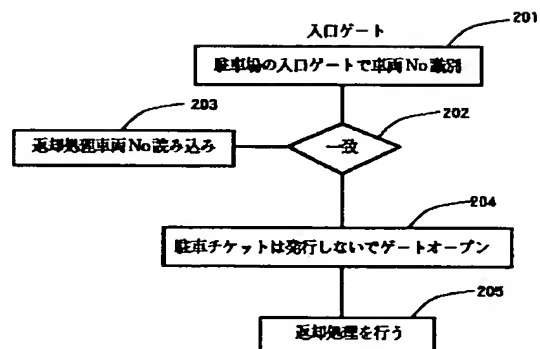 201
入口ゲート
駐車場の入口ゲートで車両No識別
203
202
返却処理車両No読み込み
一致
204
駐車チケットは発行しないでゲートオープン
205
返却処理を行う